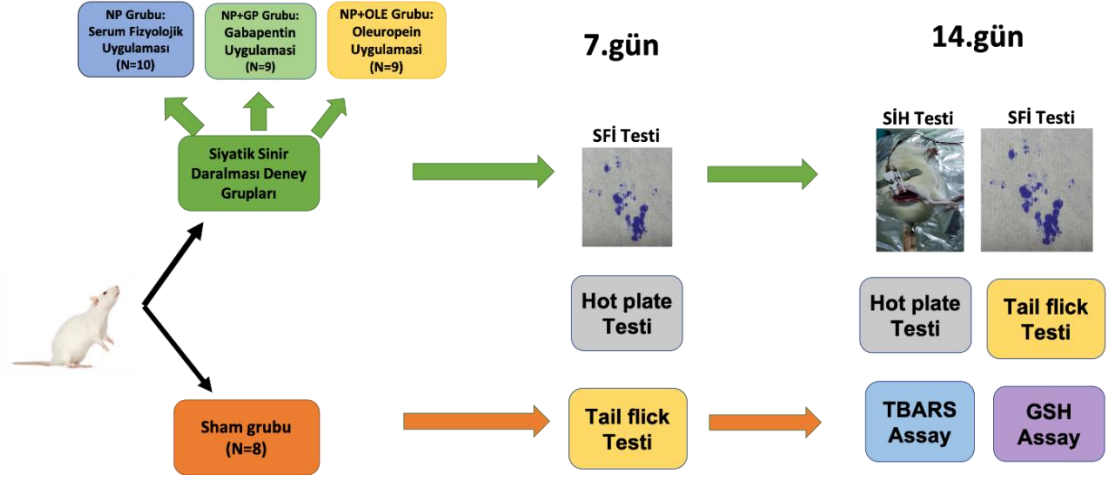 NP Grubu:
Serum Fizyolojik
Uygulaması
(N=10)
NP+GP Grubu:
Gabapentin
Uygulamasi
(N=9)
NP+OLE Grubu:
Oleuropein
Uygulamasi
(N=9)
7.gün
14.gün
Siyatik Sinir
Daralması Deney
Grupları
SFİ Testi
SİH Testi
SFİ Testi
Hot plate
Testi
Hot plate
Testi
Tail flick
Testi
Sham grubu
(N=8)
Tail flick
Testi
TBARS
Assay
GSH
Assay